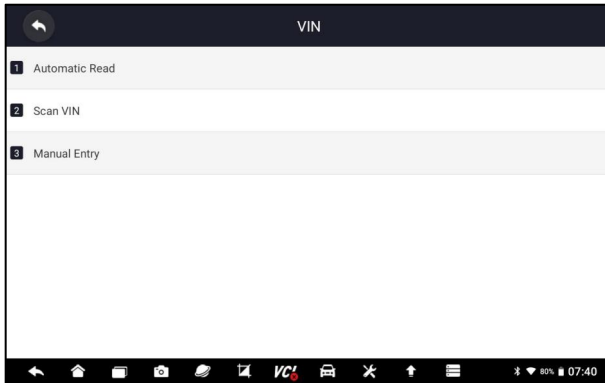 VIN
1 Automatic Read
2 Scan VIN
3 Manual Entry
VCI 80% 07:40